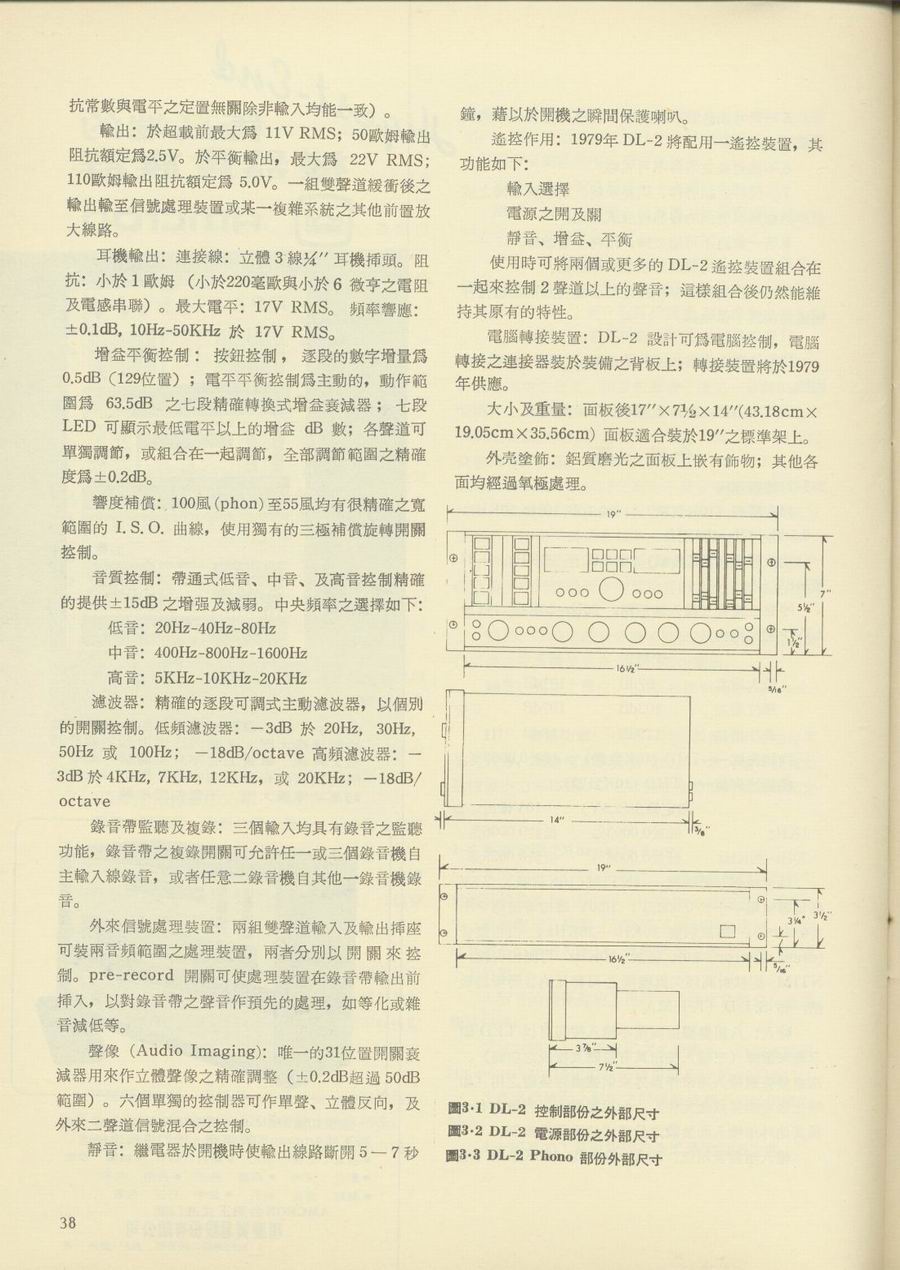 抗常數與電平之定置無關除非輸入均能一致）。
輸出：於超載前最大爲 11V RMS；50歐姆輸出
阻抗額定爲2.5V。於平衡輸出，最大爲 22V RMS；
110歐姆輸出阻抗額定爲 5.0V。一組雙聲道緩衝後之
輸出輸至信號處理裝置或某一複雜系統之其他前置放
大線路。
耳機輸出：連接線：立體 3 線¼″ 耳機揷頭。阻
抗：小於 1 歐姆 （小於220毫歐與小於 6 微亨之電阻
及電感串聯）。最大電平：17V RMS。 頻率響應：
±0.1dB, 10Hz-50KHz 於 17V RMS。
增益平衡控制：按鈕控制，逐段的數字增量爲
0.5dB（129位置）；電平平衡控制爲主動的，動作範
圍爲 63.5dB 之七段精確轉換式增益衰減器；七段
LED 可顯示最低電平以上的增益 dB 數；各聲道可
單獨調節，或組合在一起調節，全部調節範圍之精確
度爲±0.2dB。
響度補償：100風(phon)至55風均有很精確之寬
範圍的 I. S. O. 曲線，使用獨有的三極補償旋轉開關
控制。
音質控制：帶通式低音、中音、及高音控制精確
的提供±15dB 之增强及減弱。中央頻率之選擇如下：
低音：20Hz-40Hz-80Hz
中音：400Hz-800Hz-1600Hz
高音：5KHz-10KHz-20KHz
濾波器：精確的逐段可調式主動濾波器，以個別
的開關控制。低頻濾波器：－3dB 於 20Hz, 30Hz,
50Hz 或 100Hz；－18dB/octave 高頻濾波器：－
3dB 於 4KHz, 7KHz, 12KHz，或 20KHz；－18dB/
octave
錄音帶監聽及複錄：三個輸入均具有錄音之監聽
功能，錄音帶之複錄開關可允許任一或三個錄音機自
主輸入線錄音，或者任意二錄音機自其他一錄音機錄
音。
外來信號處理裝置：兩組雙聲道輸入及輸出揷座
可裝兩音頻範圍之處理裝置，兩者分別以開關來控
制。pre-record 開關可使處理裝置在錄音帶輸出前
揷入，以對錄音帶之聲音作預先的處理，如等化或雜
音減低等。
聲像（Audio Imaging)：唯一的31位置開關衰
減器用來作立體聲像之精確調整（±0.2dB超過 50dB
範圍）。六個單獨的控制器可作單聲、立體反向，及
外來二聲道信號混合之控制。
靜音：繼電器於開機時使輸出線路斷開 5 — 7 秒
38
鐘，藉以於開機之瞬間保護喇叭。
遙控作用：1979年 DL-2 將配用一遙控裝置，其
功能如下：
輸入選擇
電源之開及關
靜音、增益、平衡
使用時可將兩個或更多的 DL-2 遙控裝置組合在
一起來控制 2 聲道以上的聲音；這樣組合後仍然能維
持其原有的特性。
電腦轉接裝置：DL-2 設計可爲電腦控制，電腦
轉接之連接器裝於裝備之背板上；轉接裝置將於1979
年供應。
大小及重量：面板後17″×7½×14″(43.18cm×
19.05cm×35.56cm）面板適合裝於19″之標準架上。
外壳塗飾：鋁質磨光之面板上嵌有飾物；其他各
面均經過氧極處理。
19″
7″
5½″
1½″
16½″
5/16″
14″
3/8″
19″
3¼″
3½″
16½″
5/16″
3⅞″
7½″
圖3·1 DL-2 控制部份之外部尺寸
圖3·2 DL-2 電源部份之外部尺寸
圖3·3 DL-2 Phono 部份外部尺寸